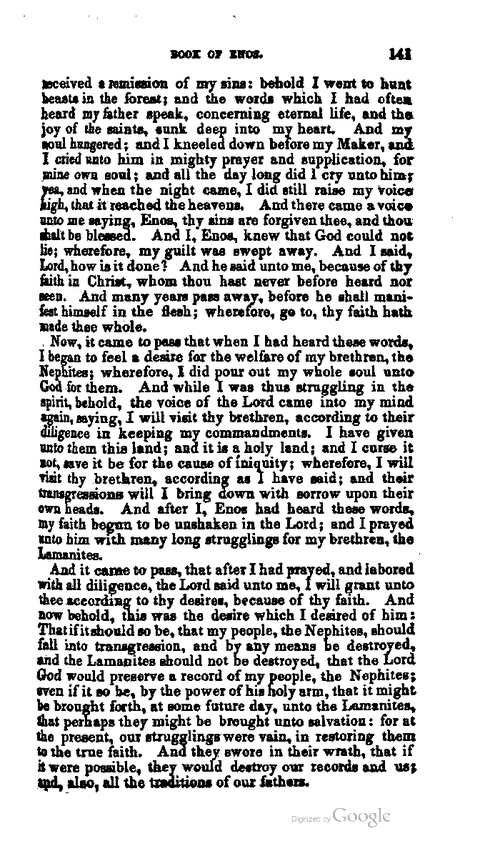 BOOK OF ENOS. 141
received a remission of my sins: behold I went to hunt
beasts in the forest; and the words which I had often
heard my father speak, concerning eternal life, and the
joy of the saints, sunk deep into my heart. And my
soul hungered; and I kneeled down before my Maker, and
I cried unto him in mighty prayer and supplication, for
mine own soul; and all the day long did I cry unto him;
yea, and when the night came, I did still raise my voice
high, that it reached the heavens. And there came a voice
unto me saying, Enos, thy sins are forgiven thee, and thou
shalt be blessed. And I, Enos, knew that God could not
lie; wherefore, my guilt was swept away. And I said,
Lord, how is it done? And he said unto me, because of thy
faith in Christ, whom thou hast never before heard nor
seen. And many years pass away, before he shall mani-
fest himself in the flesh; wherefore, go to, thy faith hath
made thee whole.
Now, it came to pass that when I had heard these words,
I began to feel a desire for the welfare of my brethren, the
Nephites; wherefore, I did pour out my whole soul unto
God for them. And while I was thus struggling in the
spirit, behold, the voice of the Lord came into my mind
again, saying, I will visit thy brethren, according to their
diligence in keeping my commandments. I have given
unto them this land; and it is a holy land; and I curse it
not, save it be for the cause of iniquity; wherefore, I will
visit thy brethren, according as I have said; and their
transgressions will I bring down with sorrow upon their
own heads. And after I, Enos had heard these words,
my faith begun to be unshaken in the Lord; and I prayed
unto him with many long strugglings for my brethren, the
Lamanites.
And it came to pass, that after I had prayed, and labored
with all diligence, the Lord said unto me, I will grant unto
thee according to thy desires, because of thy faith. And
now behold, this was the desire which I desired of him:
That if it should so be, that my people, the Nephites, should
fall into transgression, and by any means be destroyed,
and the Lamanites should not be destroyed, that the Lord
God would preserve a record of my people, the Nephites;
even if it so be, by the power of his holy arm, that it might
be brought forth, at some future day, unto the Lamanites,
that perhaps they might be brought unto salvation: for at
the present, our strugglings were vain, in restoring them
to the true faith. And they swore in their wrath, that if
it were possible, they would destroy our records and us;
and, also, all the traditions of our fathers.
Digitized by Google